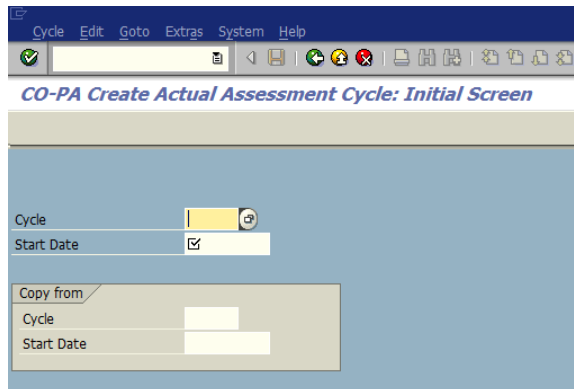 Cycle Edit Goto Extras System Help
CO-PA Create Actual Assessment Cycle: Initial Screen
Cycle
Start Date
Copy from
Cycle
Start Date